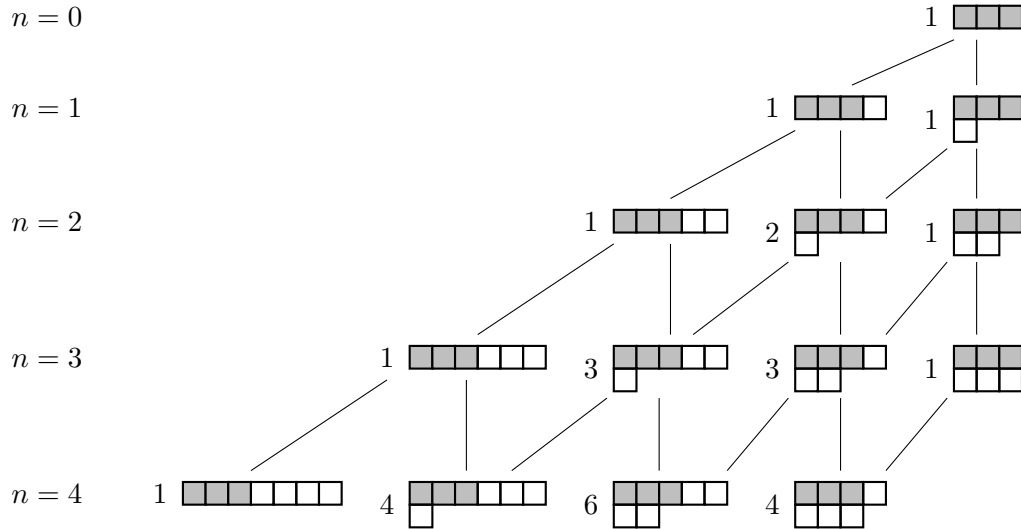 n = 0 1
n = 1 1 1
n = 2 1 2 1
n = 3 1 3 3 1
n = 4 1 4 6 4